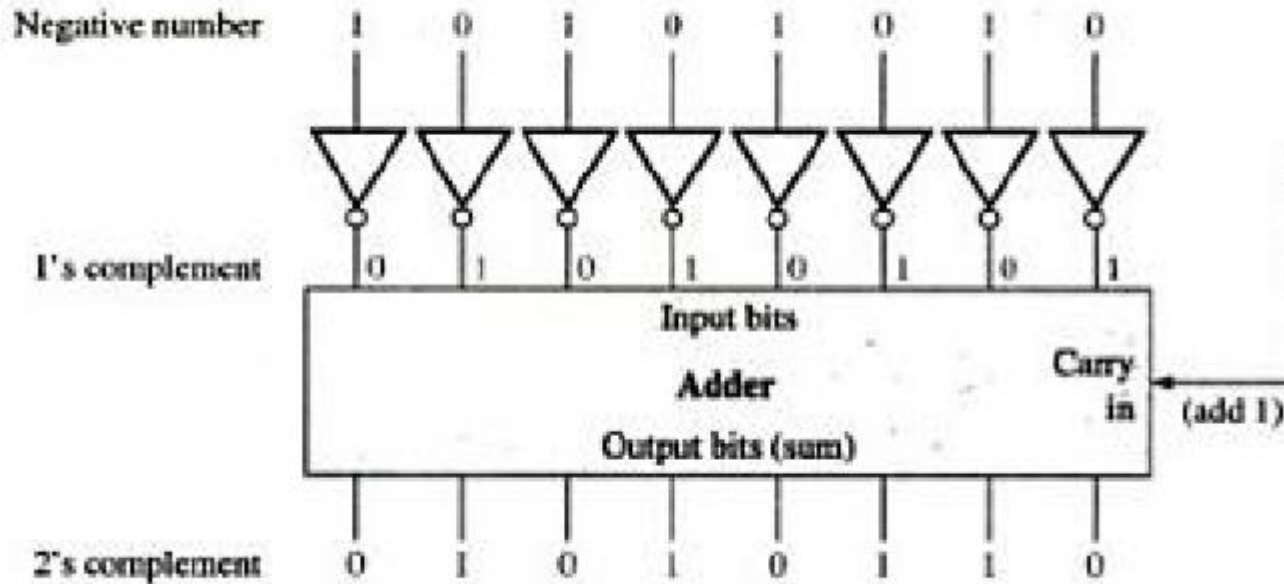 Negative number 1 0 1 0 1 0 1 0
1's complement 0 1 0 1 0 1 0 1
Input bits
Carry
Adder
in
(add 1)
Output bits (sum)
2's complement 0 1 0 1 0 1 1 0